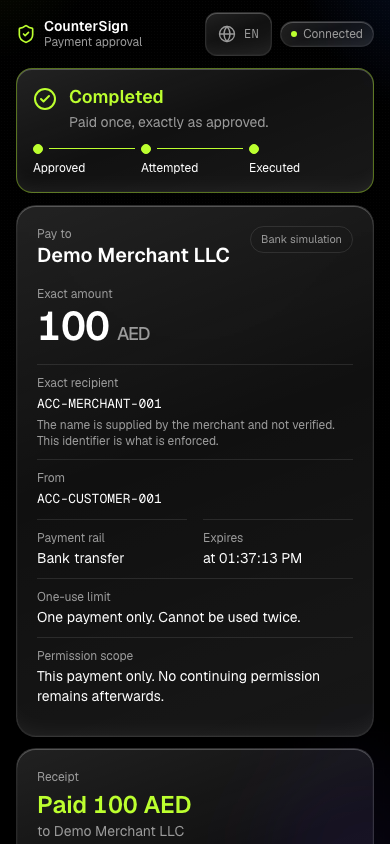 CounterSign
Payment approval
EN
Connected
Completed
Paid once, exactly as approved.
Approved
Attempted
Executed
Pay to
Demo Merchant LLC
Bank simulation
Exact amount
100 AED
Exact recipient
ACC-MERCHANT-001
The name is supplied by the merchant and not verified.
This identifier is what is enforced.
From
ACC-CUSTOMER-001
Payment rail
Bank transfer
Expires
at 01:37:13 PM
One-use limit
One payment only. Cannot be used twice.
Permission scope
This payment only. No continuing permission
remains afterwards.
Receipt
Paid 100 AED
to Demo Merchant LLC